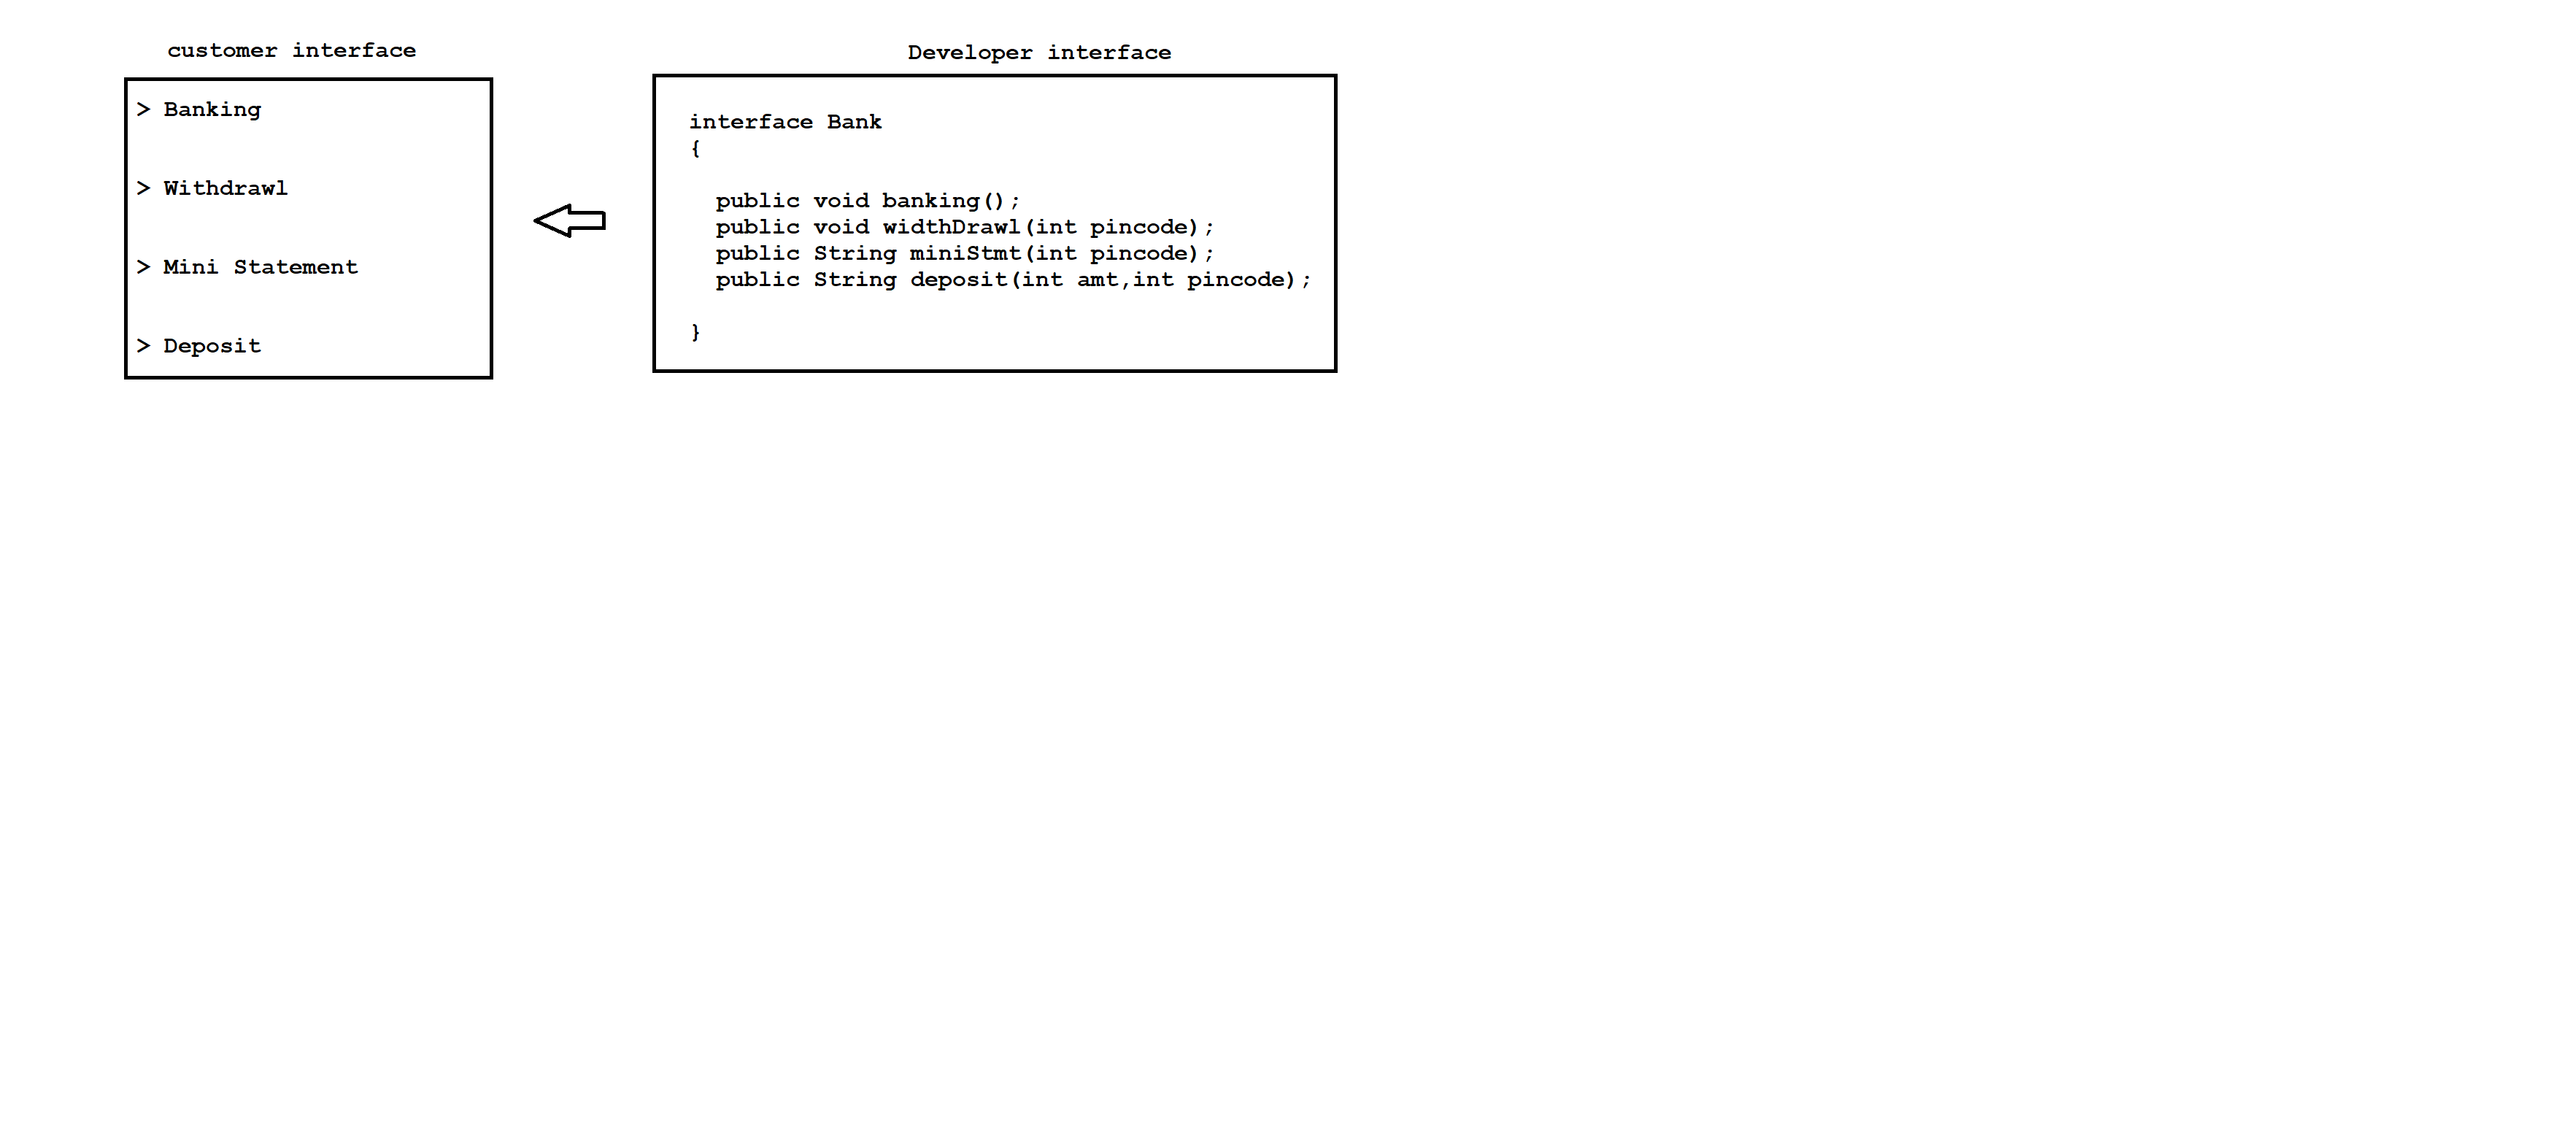 customer interface
> Banking
> Withdrawl
> Mini Statement
> Deposit
Developer interface
interface Bank
{
public void banking();
public void widthDrawl(int pincode);
public String miniStmt(int pincode);
public String deposit(int amt,int pincode);
}